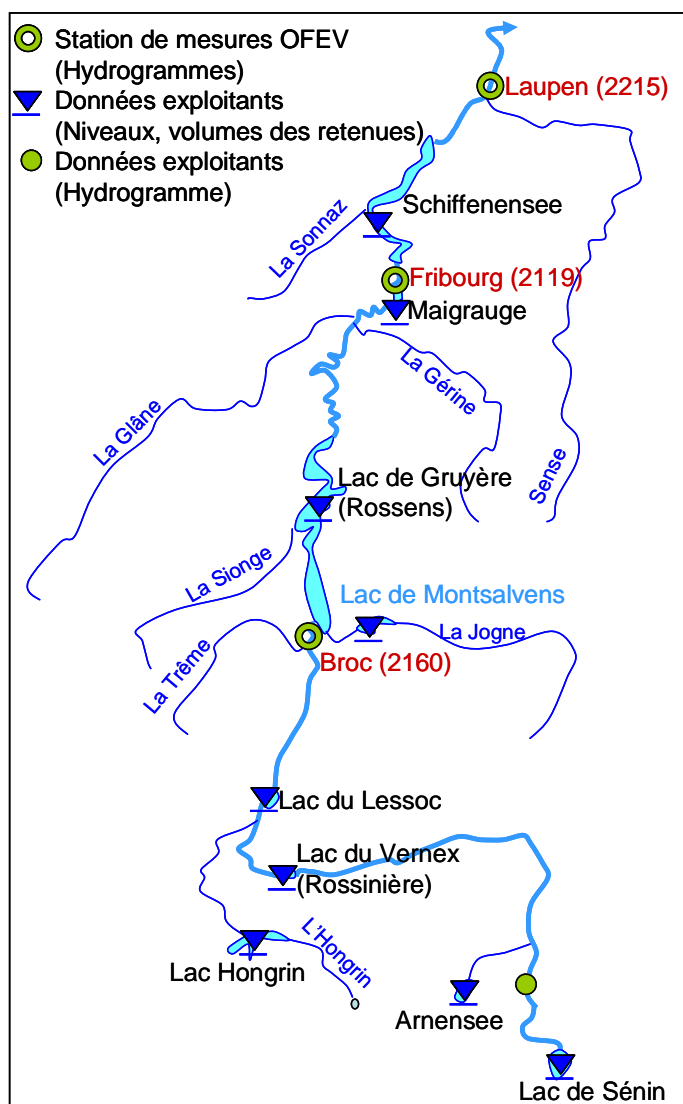 Station de mesures OFEV
(Hydrogrammes)
Données exploitants
(Niveaux, volumes des retenues)
Données exploitants
(Hydrogramme)
Laupen (2215)
Schiffenensee
La Sonnaz
Fribourg (2119)
Maigrauge
La Gérine
La Glâne
Sense
Lac de Gruyère
(Rossens)
La Sionge
Lac de Montsalvens
La Jogne
La Trême
Broc (2160)
Lac du Lessoc
Lac du Vernex
(Rossinière)
L'Hongrin
Lac Hongrin
Arnensee
Lac de Sénin